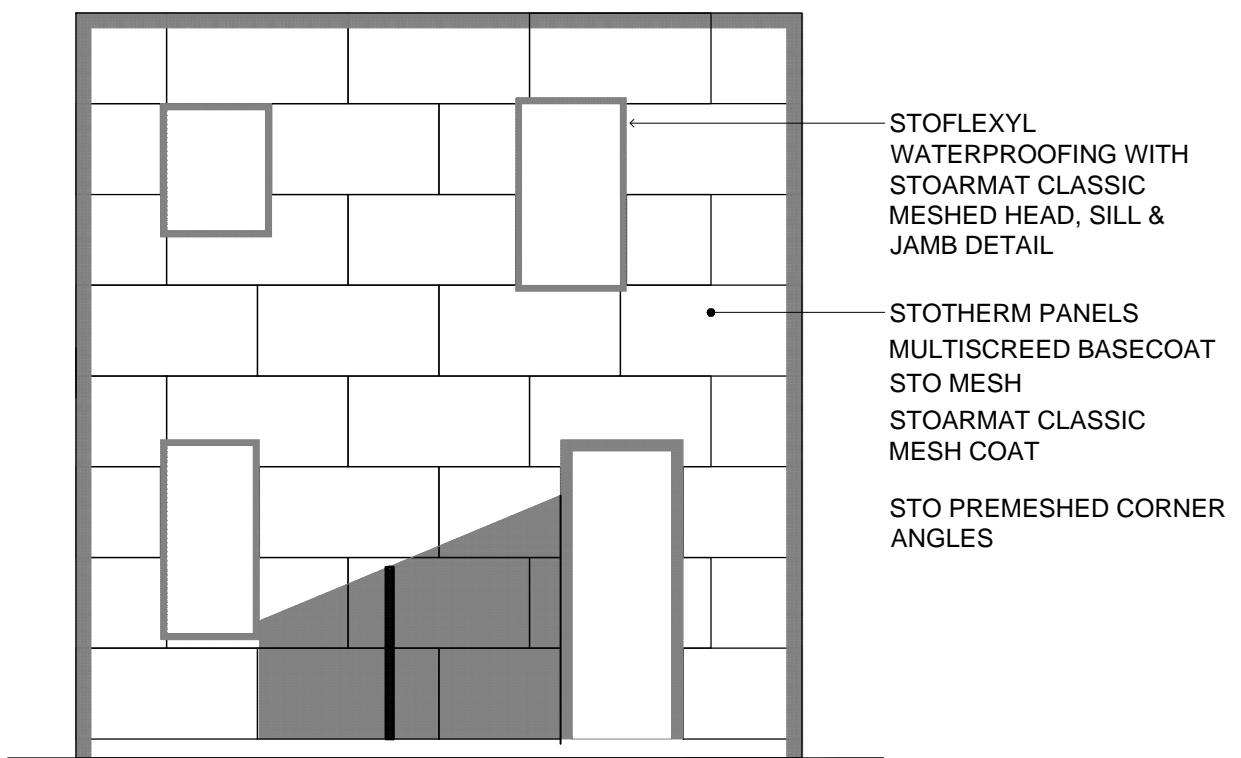 STOFLEXYL
WATERPROOFING WITH
STOARMAT CLASSIC
MESHED HEAD, SILL &
JAMB DETAIL
STOTHERM PANELS
MULTISCREED BASECOAT
STO MESH
STOARMAT CLASSIC
MESH COAT
STO PREMESHED CORNER
ANGLES